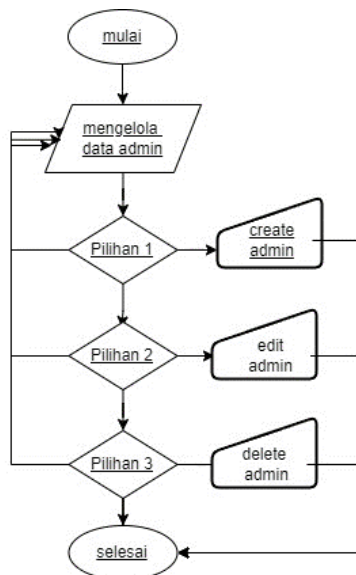 mulai
mengelola
data admin
Pilihan 1
create
admin
Pilihan 2
edit
admin
Pilihan 3
delete
admin
selesai